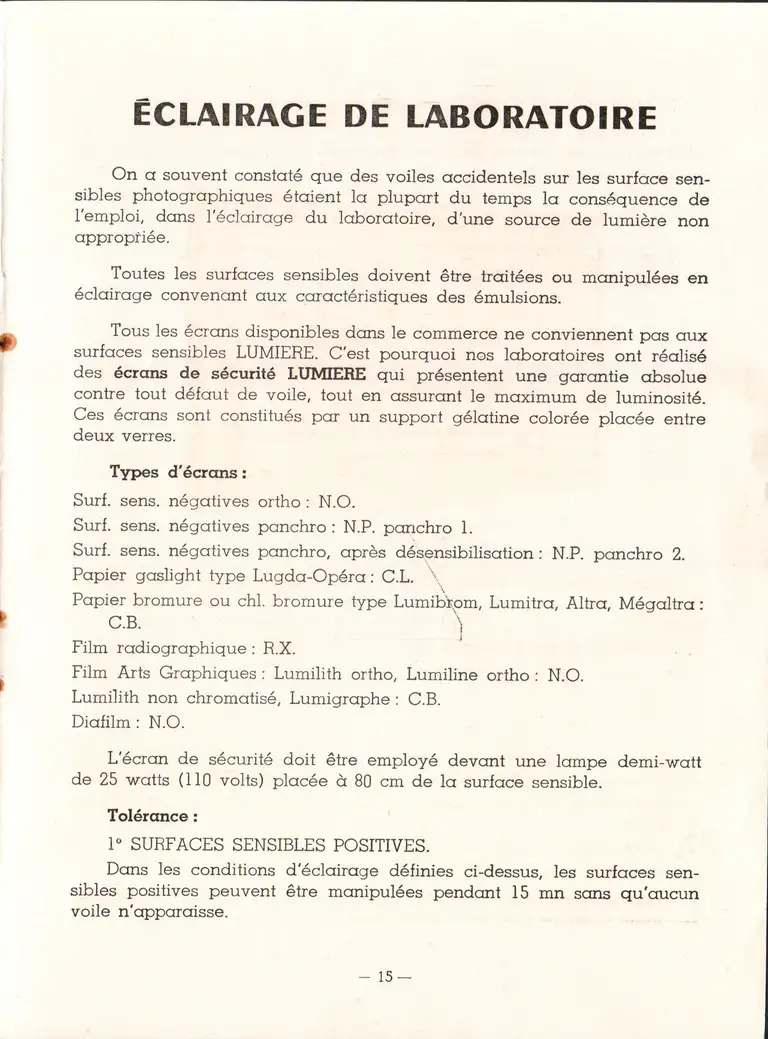 ÉCLAIRAGE DE LABORATOIRE
On a souvent constaté que des voiles accidentels sur les surface sen-
sibles photographiques étaient la plupart du temps la conséquence de
l'emploi, dans l'éclairage du laboratoire, d'une source de lumière non
appropriée.
Toutes les surfaces sensibles doivent être traitées ou manipulées en
éclairage convenant aux caractéristiques des émulsions.
Tous les écrans disponibles dans le commerce ne conviennent pas aux
surfaces sensibles LUMIERE. C'est pourquoi nos laboratoires ont réalisé
des écrans de sécurité LUMIERE qui présentent une garantie absolue
contre tout défaut de voile, tout en assurant le maximum de luminosité.
Ces écrans sont constitués par un support gélatine colorée placée entre
deux verres.
Types d'écrans :
Surf. sens. négatives ortho : N.O.
Surf. sens. négatives panchro : N.P. panchro 1.
Surf. sens. négatives panchro, après désensibilisation : N.P. panchro 2.
Papier gaslight type Lugda-Opéra : C.L.
Papier bromure ou chl. bromure type Lumibrom, Lumitra, Altra, Mégaltra :
C.B.
Film radiographique : R.X.
Film Arts Graphiques : Lumilith ortho, Lumiline ortho : N.O.
Lumilith non chromatisé, Lumigraphe : C.B.
Diafilm : N.O.
L'écran de sécurité doit être employé devant une lampe demi-watt
de 25 watts (110 volts) placée à 80 cm de la surface sensible.
Tolérance :
1° SURFACES SENSIBLES POSITIVES.
Dans les conditions d'éclairage définies ci-dessus, les surfaces sen-
sibles positives peuvent être manipulées pendant 15 mn sans qu'aucun
voile n'apparaisse.
— 15 —